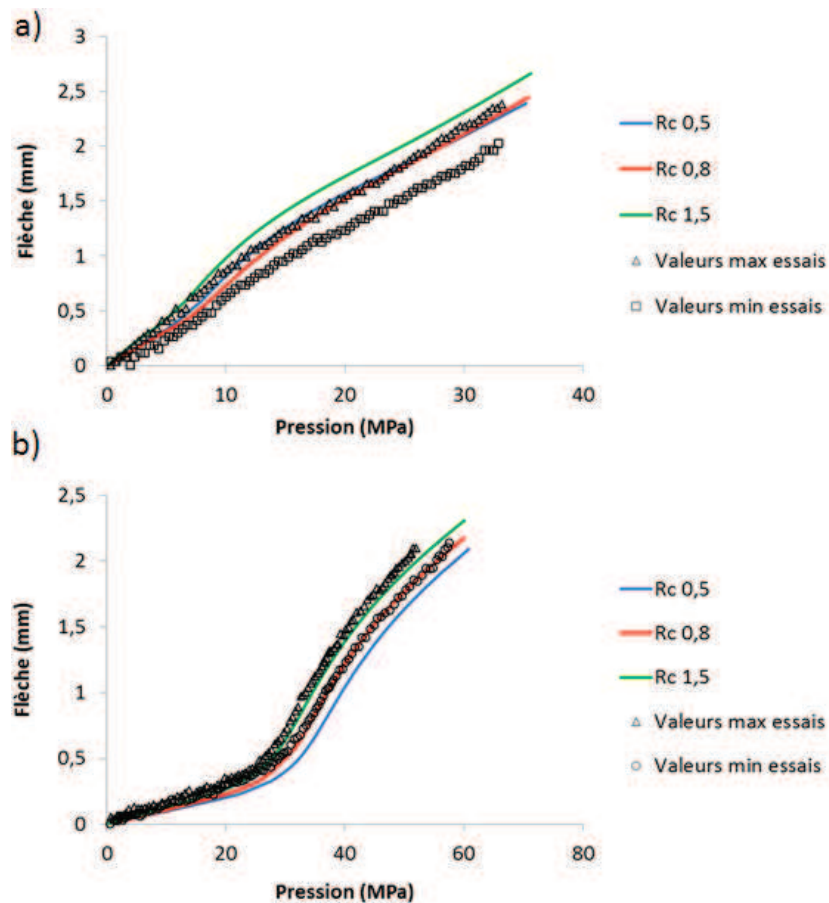 a)
3
2,5
2
1,5
1
0,5
0
Flèche (mm)
0 10 20 30 40
Pression (MPa)
Rc 0,5
Rc 0,8
Rc 1,5
Valeurs max essais
Valeurs min essais
b)
2,5
2
1,5
1
0,5
0
Flèche (mm)
0 20 40 60 80
Pression (MPa)
Rc 0,5
Rc 0,8
Rc 1,5
Valeurs max essais
Valeurs min essais